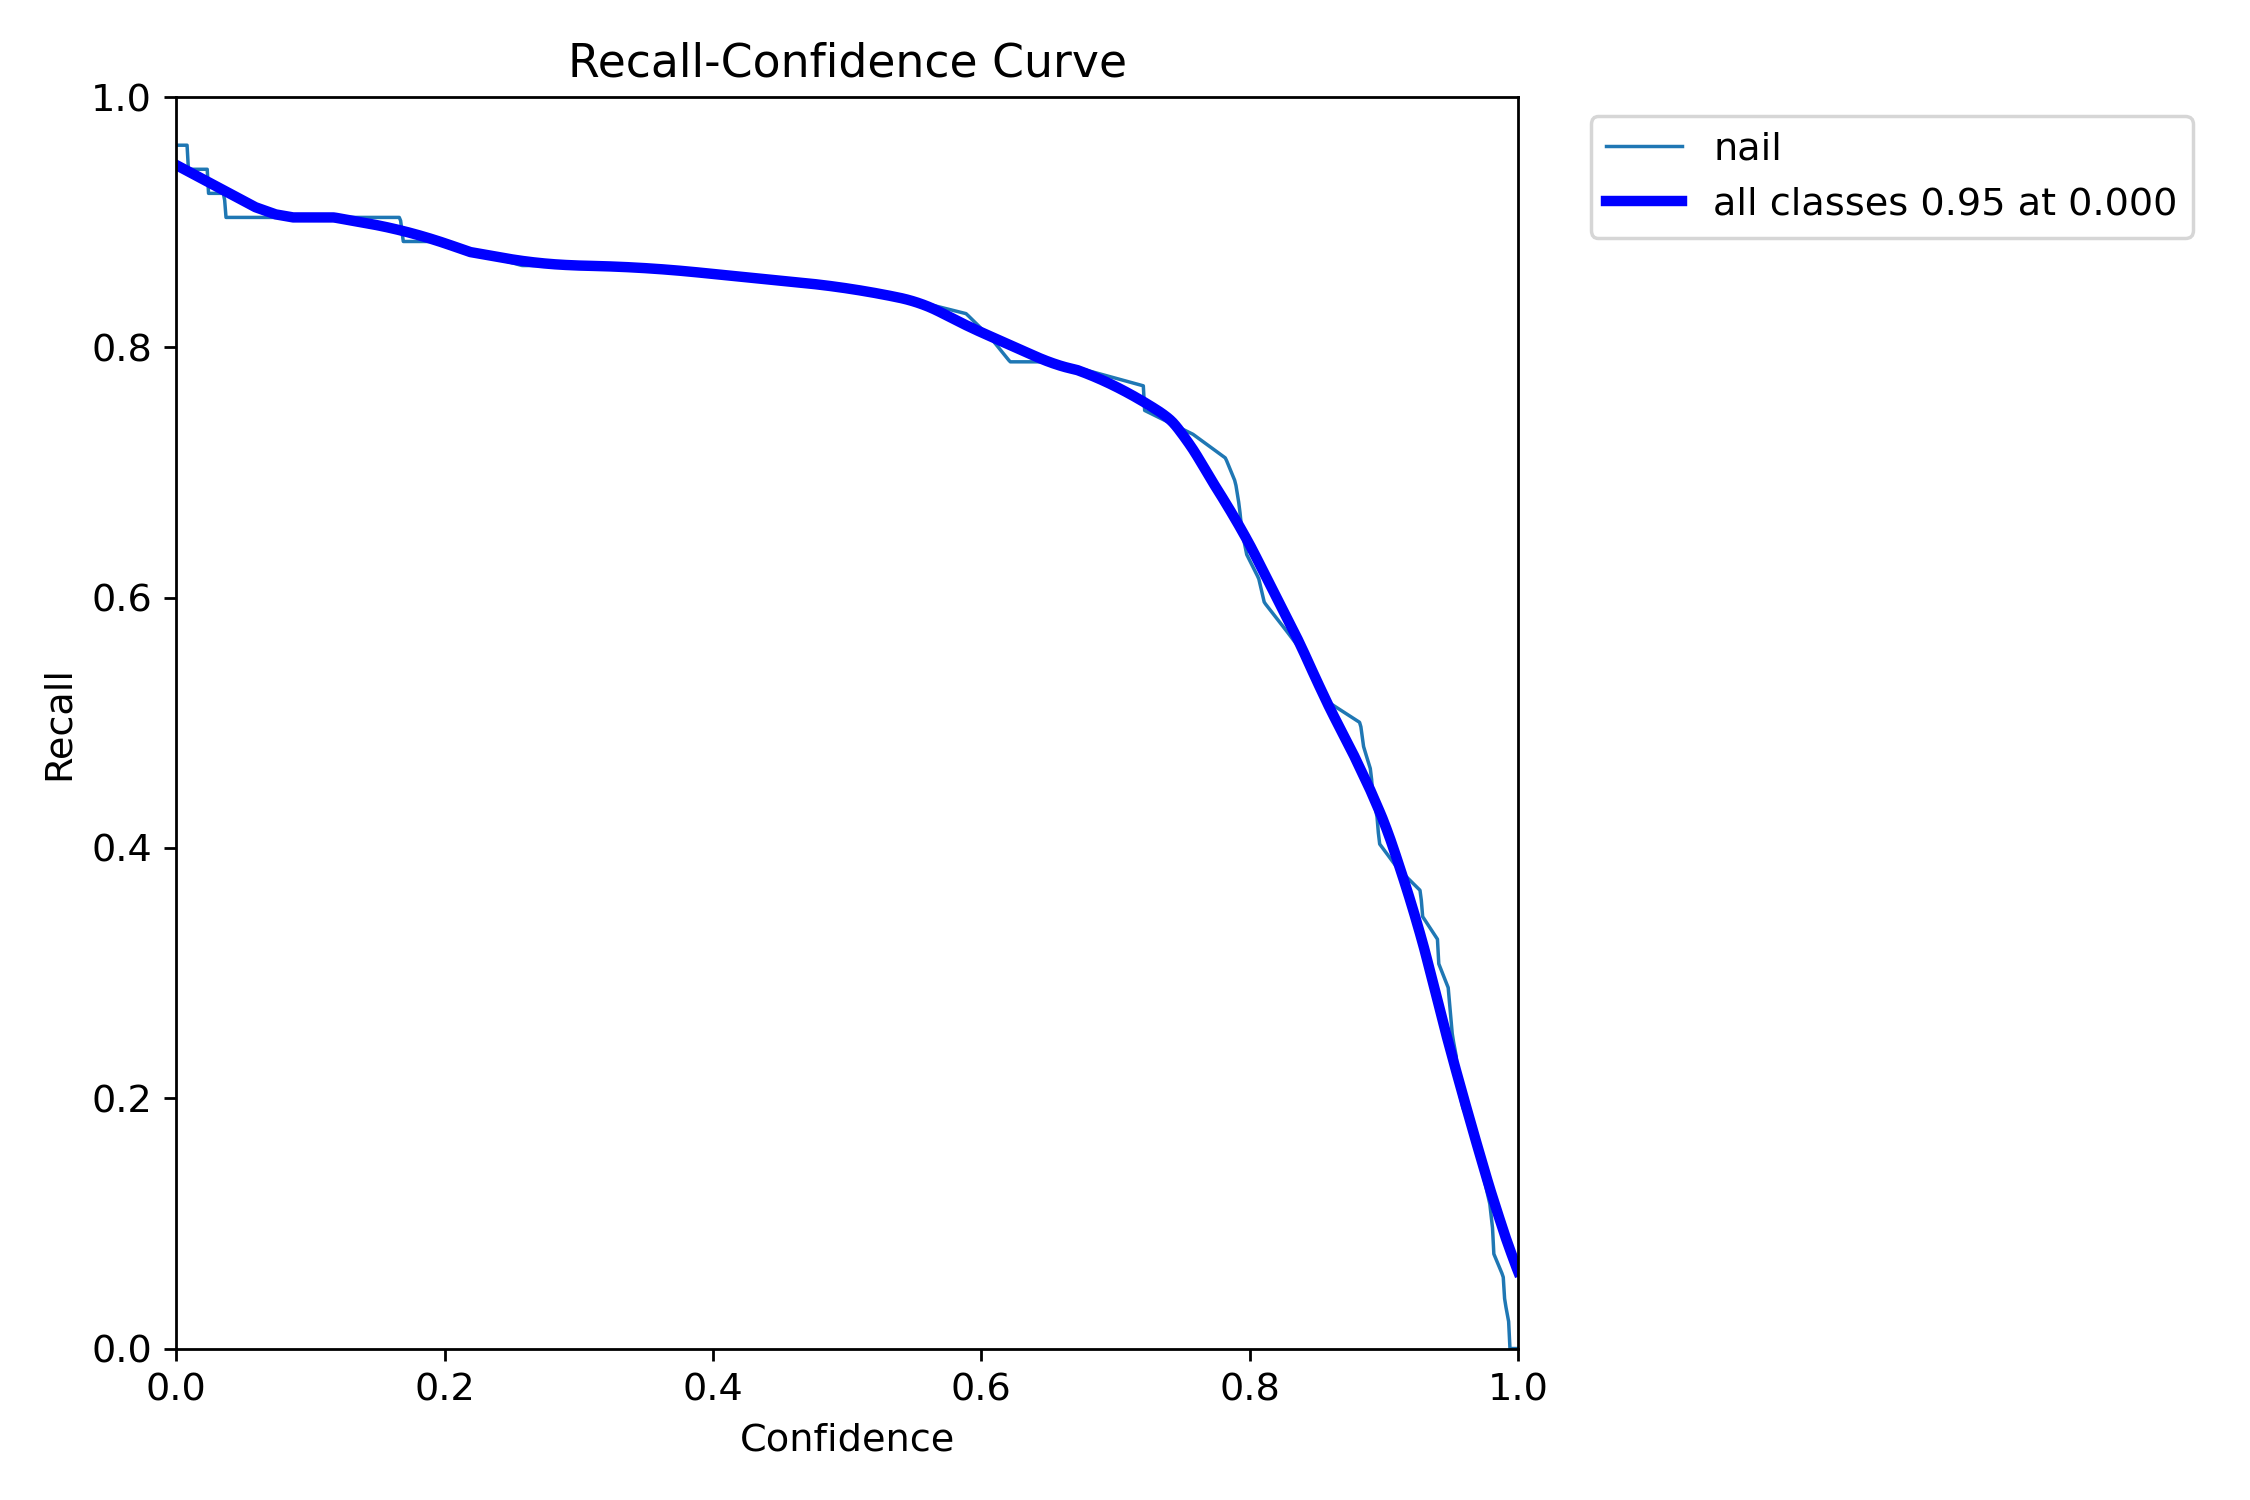 Recall-Confidence Curve
1.0
0.8
0.6
0.4
0.2
0.0
Recall
0.0 0.2 0.4 0.6 0.8 1.0
Confidence
nail
all classes 0.95 at 0.000